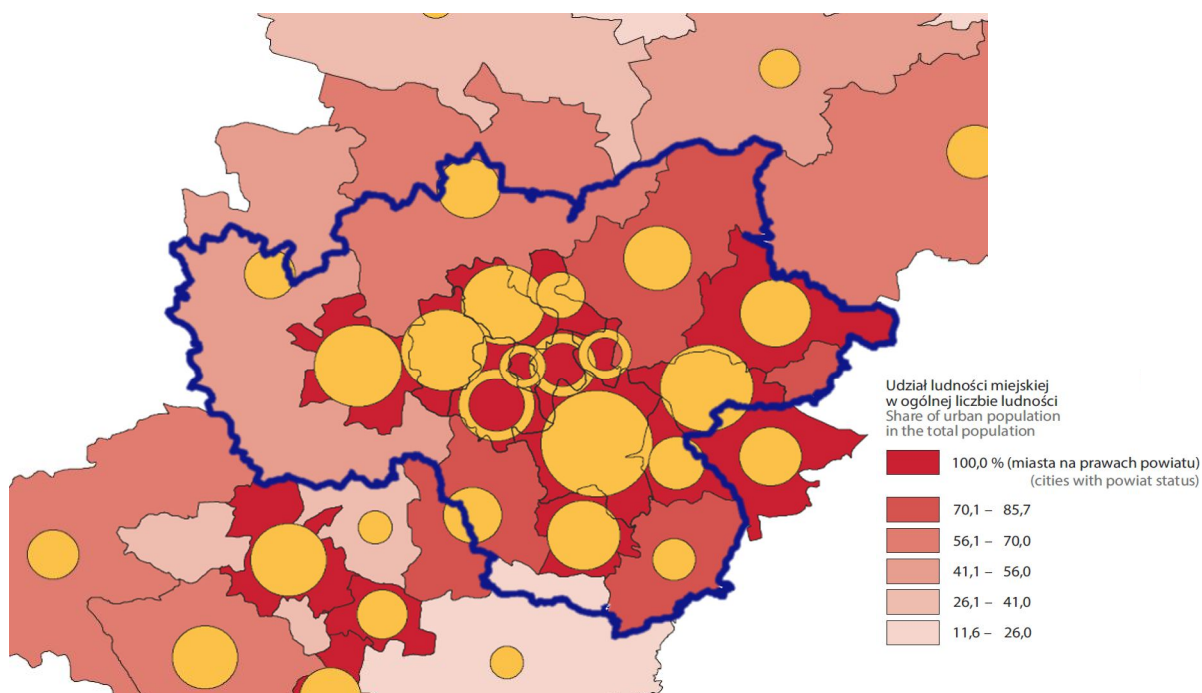 Udział ludności miejskiej
w ogólnej liczbie ludności
Share of urban population
in the total population
100,0 % (miasta na prawach powiatu)
(cities with powiat status)
70,1 – 85,7
56,1 – 70,0
41,1 – 56,0
26,1 – 41,0
11,6 – 26,0